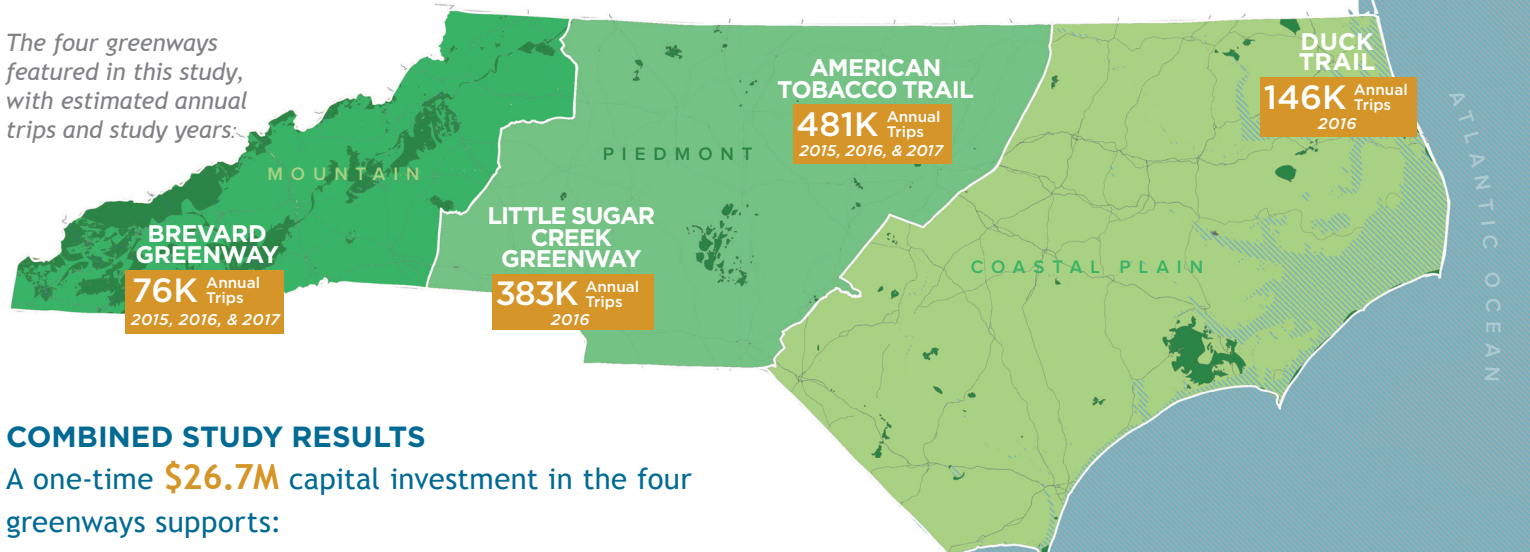 The four greenways
featured in this study,
with estimated annual
trips and study years:
MOUNTAIN
BREVARD
GREENWAY
76K Annual Trips
2015, 2016, & 2017
PIEDMONT
LITTLE SUGAR
CREEK
GREENWAY
383K Annual Trips
2016
AMERICAN
TOBACCO TRAIL
481K Annual Trips
2015, 2016, & 2017
COASTAL PLAIN
DUCK
TRAIL
146K Annual Trips
2016
ATLANTIC OCEAN
COMBINED STUDY RESULTS
A one-time $26.7M capital investment in the four
greenways supports: